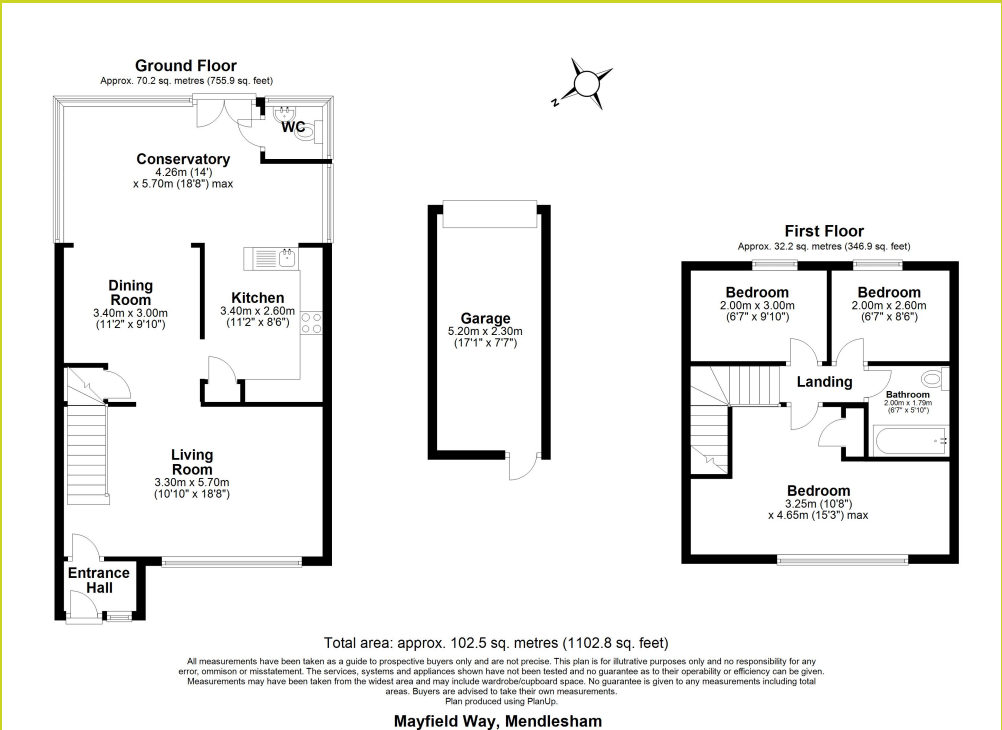 Ground Floor
Approx. 70.2 sq. metres (755.9 sq. feet)
N
WC
Conservatory
4.26m (14')
x 5.70m (18'8") max
Dining
Room
3.40m x 3.00m
(11'2" x 9'10")
Kitchen
3.40m x 2.60m
(11'2" x 8'6")
Living
Room
3.30m x 5.70m
(10'10" x 18'8")
Entrance
Hall
Garage
5.20m x 2.30m
(17'1" x 7'7")
First Floor
Approx. 32.2 sq. metres (346.9 sq. feet)
Bedroom
2.00m x 3.00m
(6'7" x 9'10")
Bedroom
2.00m x 2.60m
(6'7" x 8'6")
Landing
Bathroom
2.00m x 1.79m
(6'7" x 5'10")
Bedroom
3.25m (10'8")
x 4.65m (15'3") max
Total area: approx. 102.5 sq. metres (1102.8 sq. feet)
All measurements have been taken as a guide to prospective buyers only and are not precise. This plan is for illutrative purposes only and no responsibility for any
error, ommison or misstatement. The services, systems and appliances shown have not been tested and no guarantee as to their operability or efficiency can be given.
Measurements may have been taken from the widest area and may include wardrobe/cupboard space. No guarantee is given to any measurements including total
areas. Buyers are advised to take their own measurements.
Plan produced using PlanUp.
Mayfield Way, Mendlesham